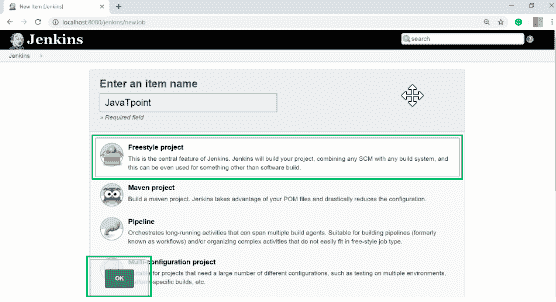 New Item [Jenkins]
localhost:8080/jenkins/newJob
Jenkins
search
Jenkins
Enter an item name
JavaTpoint
» Required field
Freestyle project
This is the central feature of Jenkins. Jenkins will build your project, combining any SCM with any build system, and
this can be even used for something other than software build.
Maven project
Build a maven project. Jenkins takes advantage of your POM files and drastically reduces the configuration.
Pipeline
Orchestrates long-running activities that can span multiple build agents. Suitable for building pipelines (formerly
known as workflows) and/or organizing complex activities that do not easily fit in free-style job type.
Multi-configuration project
for projects that need a large number of different configurations, such as testing on multiple environments,
builds, etc.
OK